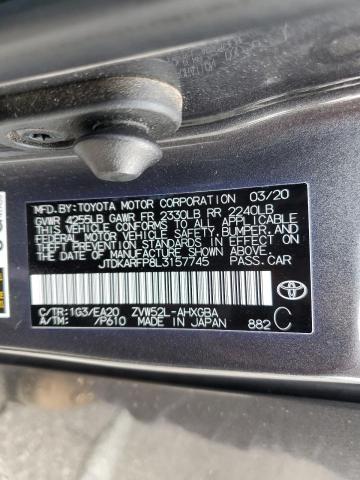 MFD.BY:TOYOTA MOTOR CORPORATION 03/20
GVWR 4255LB GAWR FR 2330LB RR 2240LB
THIS VEHICLE CONFORMS TO ALL APPLICABLE
FEDERAL MOTOR VEHICLE SAFETY, BUMPER, AND
THEFT PREVENTION STANDARDS IN EFFECT ON
THE DATE OF MANUFACTURE SHOWN ABOVE.
JTDKARFP8L3157745 PASS.CAR
C/TR:1G3/EA20 ZVW52L-AHXGBA
A/TM: /P610 MADE IN JAPAN 882 C